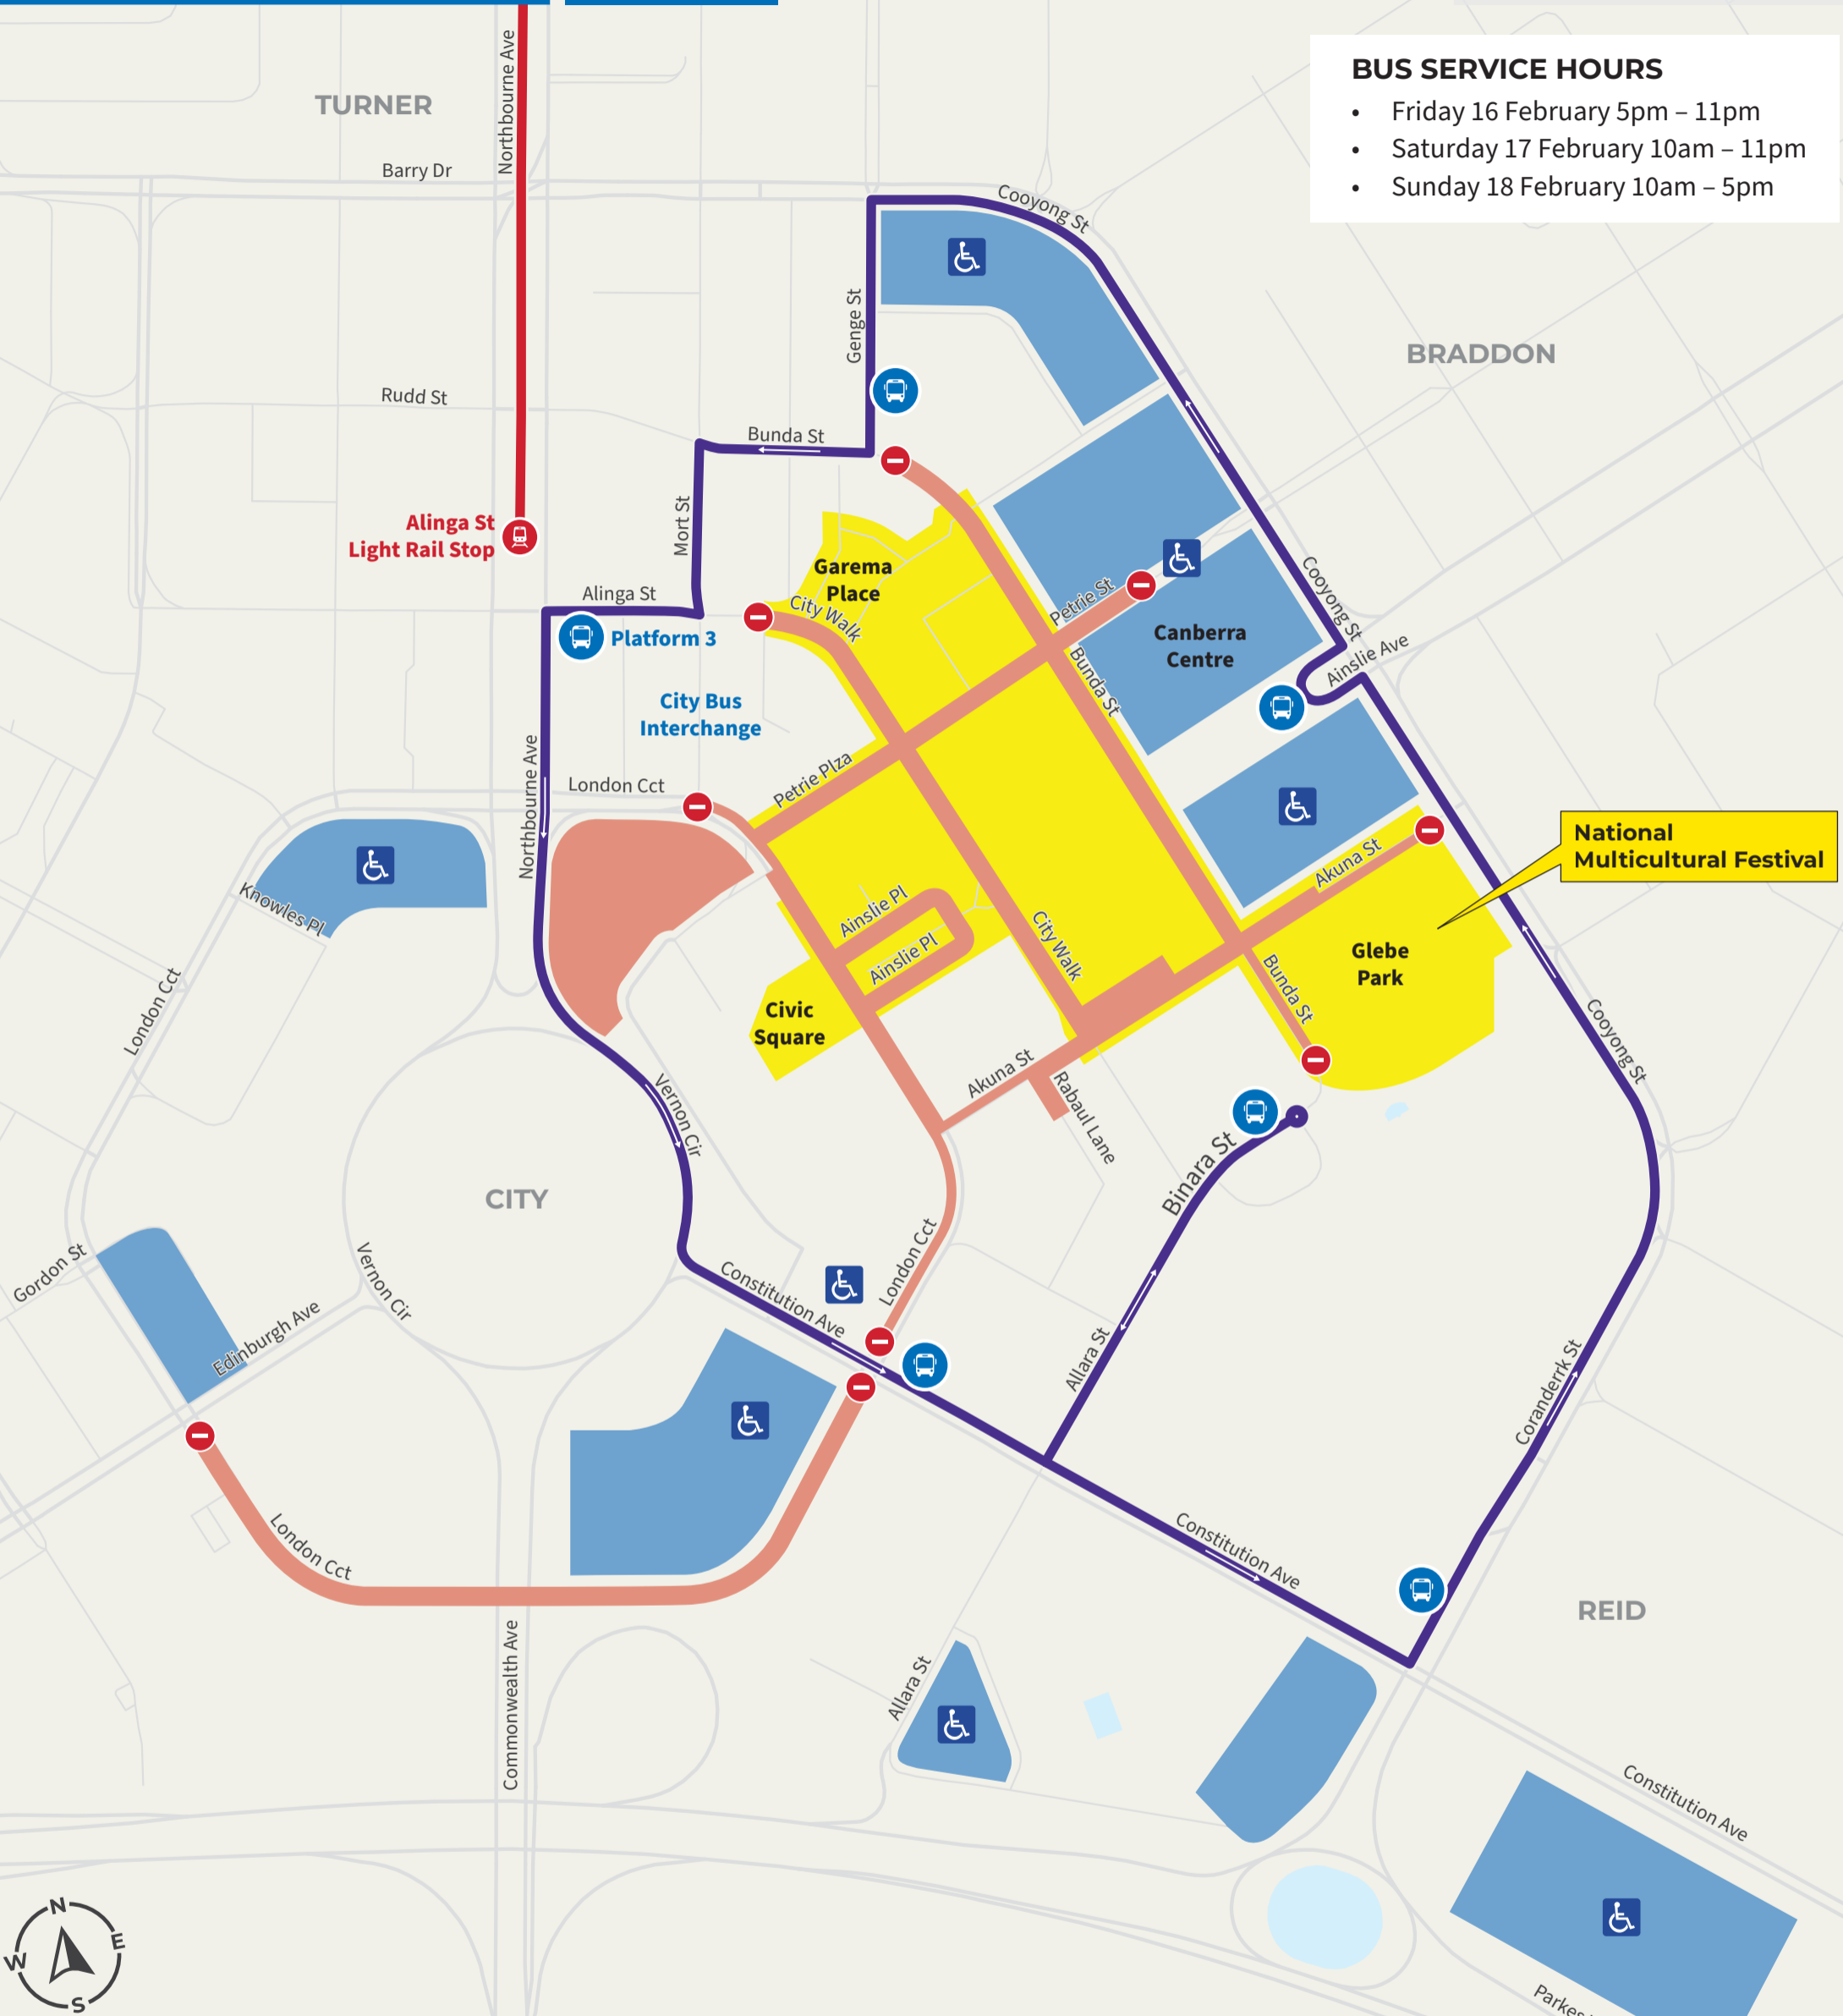 BUS SERVICE HOURS
• Friday 16 February 5pm – 11pm
• Saturday 17 February 10am – 11pm
• Sunday 18 February 10am – 5pm
TURNER
Northbourne Ave
Barry Dr
Cooyong St
Genge St
BRADDON
Rudd St
Bunda St
Mort St
Alinga St
Light Rail Stop
Garema
Place
Alinga St
City Walk
Petrie St
Cooyong St
Platform 3
Canberra
Centre
Ainslie Ave
Bunda St
City Bus
Interchange
Northbourne Ave
London Cct
Petrie Plza
National
Multicultural Festival
Akuna St
Knowles Pl
Ainslie Pl
Ainslie Pl
City Walk
Glebe
Park
Bunda St
London Cct
Civic
Square
Cooyong St
Vernon Cir
Akuna St
Rabaul Lane
Binara St
CITY
Gordon St
Vernon Cir
Edinburgh Ave
London Cct
Constitution Ave
Allara St
Coranderrk St
London Cct
Constitution Ave
REID
Commonwealth Ave
Allara St
Constitution Ave
N
E
W
S
Parkes